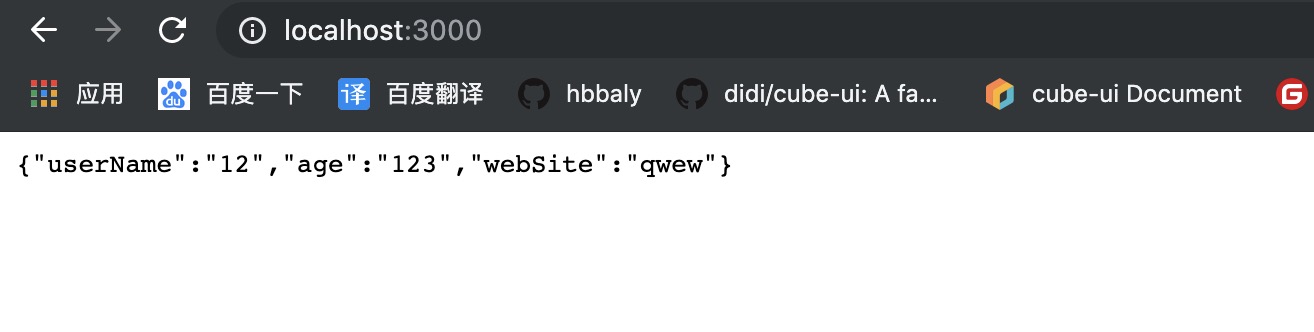 localhost:3000
应用 du 百度一下 译 百度翻译 hbbaly didi/cube-ui: A fa... cube-ui Document G
{"userName":"12","age":"123","webSite":"qwew"}